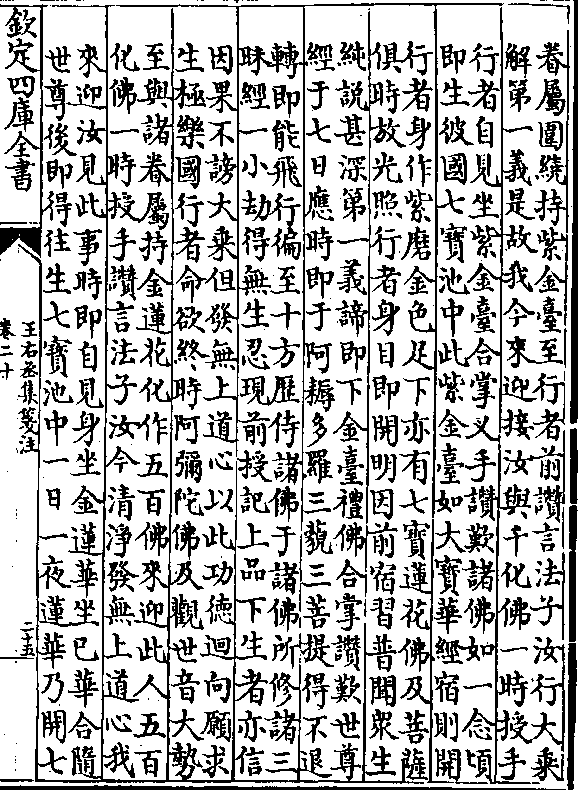 眷屬圍繞持紫金臺至行者前讚言法子汝行大乘
解第一義是故我今來迎接汝與千化佛一時授手
行者自見坐紫金臺合掌义手讚歎諸佛如一念頃
即生彼國七寶池中此紫金臺如大寶華經宿則開
行者身作紫磨金色足下亦有七寶蓮花佛及菩薩
俱時放光照行者身目即開明因前宿習普聞衆生
純説甚深第一義諦即下金臺禮佛合掌讚歎世尊
經于七日應時即于阿耨多羅三藐三菩提得不退
轉即能飛行徧至十方歴侍諸佛于諸佛所修諸三
昧經一小劫得無生忍現前授記上品下生者亦信
因果不謗大乘但發無上道心以此功德迴向願求
生極樂國行者命欲終時阿彌陀佛及觀世音大勢
至與諸眷屬持金蓮花化作五百佛來迎此人五百
化佛一時授手讚言法子汝今清淨發無上道心我
來迎汝見此事時即自見身坐金蓮華坐已華合隨
世尊後即得往生七寶池中一日一夜蓮華乃開七
欽定四庫全書
王右丞集箋注
卷二十
二十五